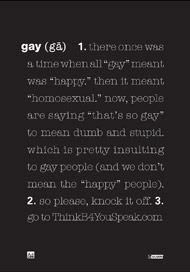 gay (gā) 1. there once was
a time when all "gay" meant
was "happy." then it meant
"homosexual." now, people
are saying "that's so gay"
to mean dumb and stupid.
which is pretty insulting
to gay people (and we don't
mean the "happy" people).
2. so please, knock it off. 3.
go to ThinkB4YouSpeak.com